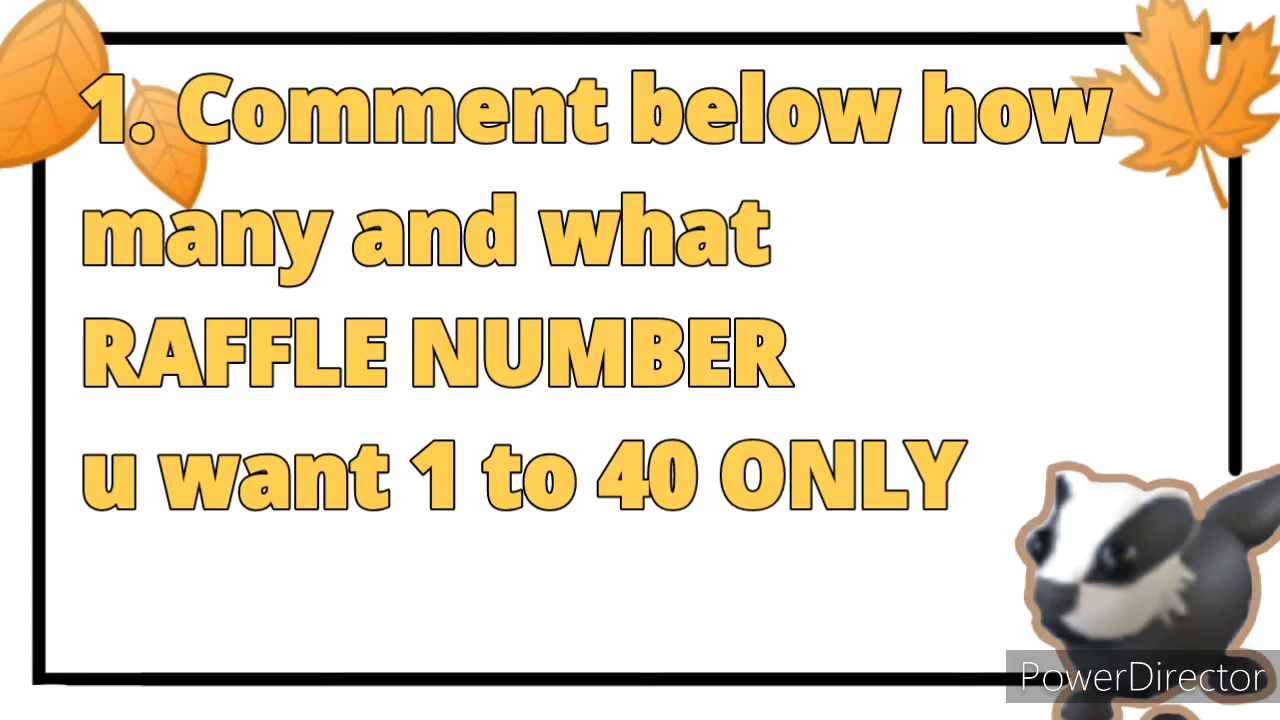 1. Comment below how
many and what
RAFFLE NUMBER
u want 1 to 40 ONLY
PowerDirector